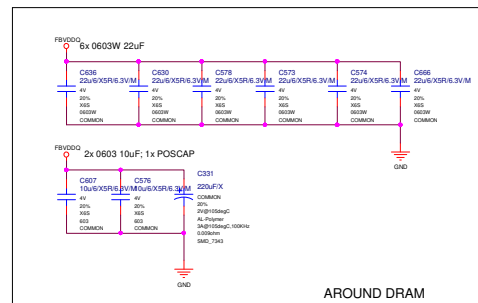 FBVDDQ
6x 0603W 22uF
C636
22u/6/X5R/6.3V/M
4V
20%
X6S
0603W
COMMON
C630
22u/6/X5R/6.3V/M
4V
20%
X6S
0603W
COMMON
C578
22u/6/X5R/6.3V/M
4V
20%
X6S
0603W
COMMON
C573
22u/6/X5R/6.3V/M
4V
20%
X6S
0603W
COMMON
C574
22u/6/X5R/6.3V/M
4V
20%
X6S
0603W
COMMON
C666
22u/6/X5R/6.3V/M
4V
20%
X6S
0603W
COMMON
GND
FBVDDQ
2x 0603 10uF; 1x POSCAP
C607
10u/6/X5R/6.3V/M
4V
20%
X6S
603
COMMON
C576
10u/6/X5R/6.3V/M
4V
20%
X6S
603
COMMON
C331
220uF/X
COMMON
20%
2V@105degC
AL-Polymer
3A@105degC,100KHz
0.009ohm
SMD_7343
GND
AROUND DRAM